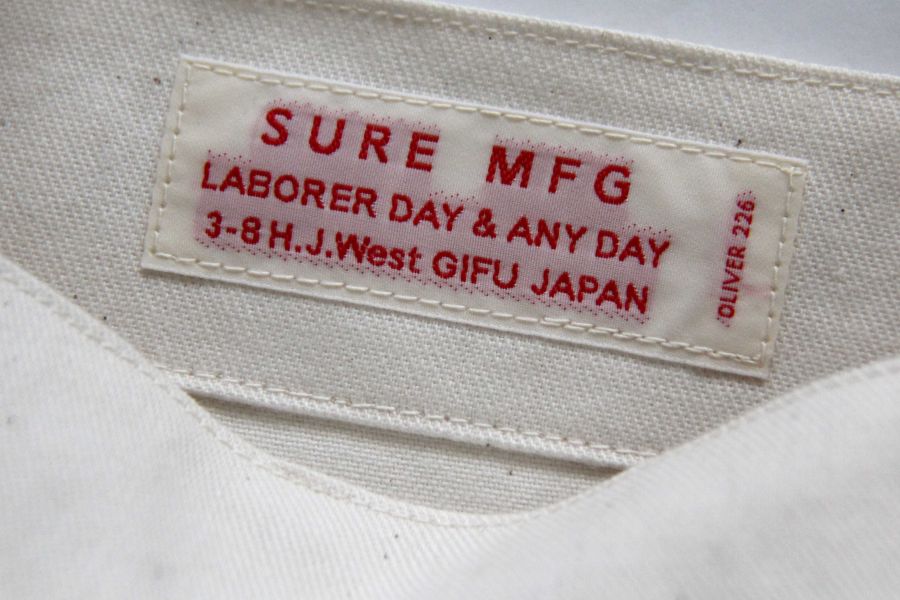 SURE MFG
LABORER DAY & ANY DAY
3-8 H.J.West GIFU JAPAN
OLIVER 226